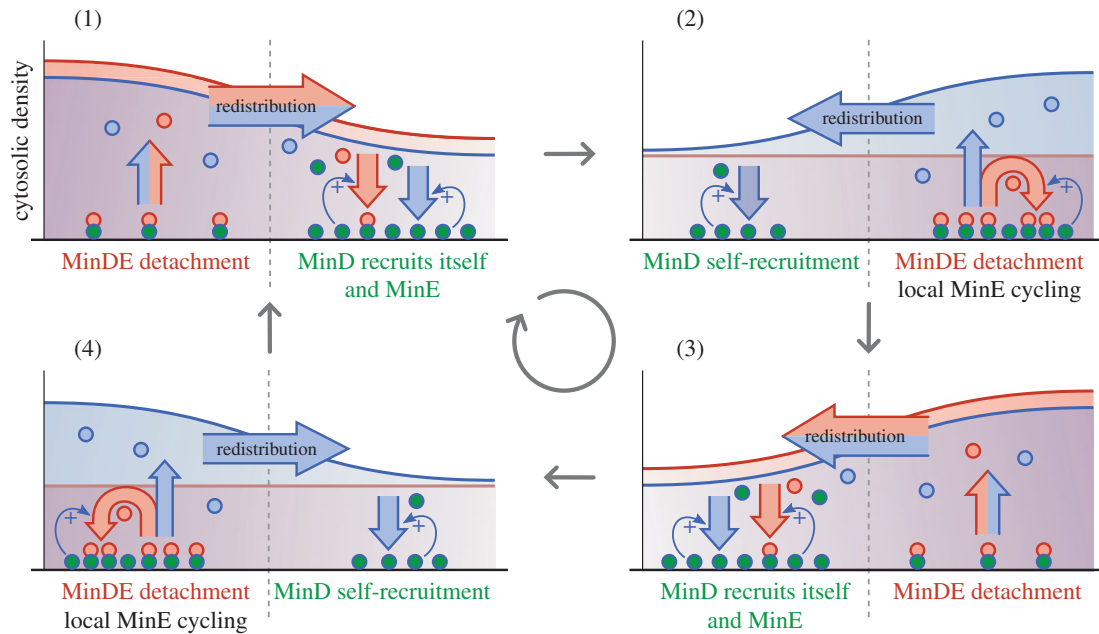 (1)
(2)
cytosolic density
redistribution
redistribution
+
+
+
+
MinDE detachment
MinD recruits itself
and MinE
MinD self-recruitment
MinDE detachment
local MinE cycling
(4)
(3)
redistribution
redistribution
+
+
+
+
MinDE detachment
local MinE cycling
MinD self-recruitment
MinD recruits itself
and MinE
MinDE detachment